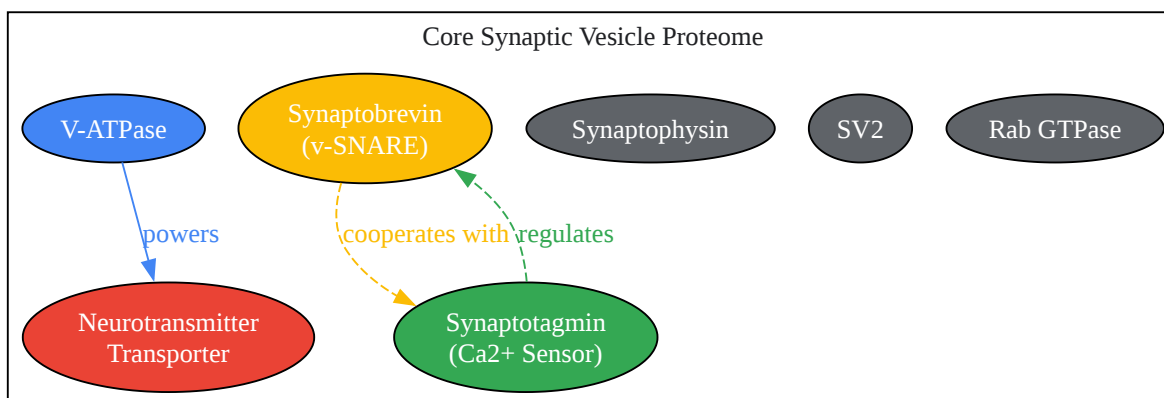 Core Synaptic Vesicle Proteome
V-ATPase
Synaptobrevin
(v-SNARE)
Synaptophysin
SV2
Rab GTPase
powers
cooperates with
regulates
Neurotransmitter
Transporter
Synaptotagmin
(Ca2+ Sensor)